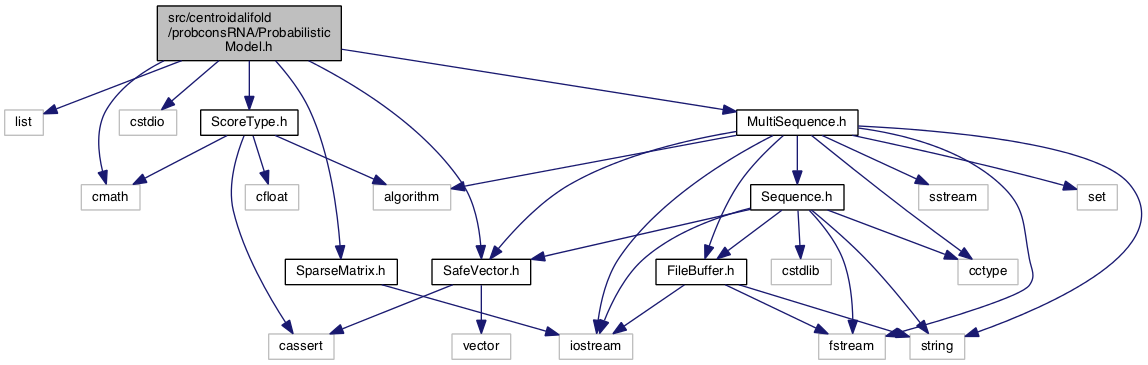 src/centroidalifold
/probconsRNA/Probabilistic
Model.h
list
cstdio
ScoreType.h
MultiSequence.h
cmath
cfloat
algorithm
Sequence.h
sstream
set
SparseMatrix.h
SafeVector.h
FileBuffer.h
cstdlib
cctype
cassert
vector
iostream
fstream
string